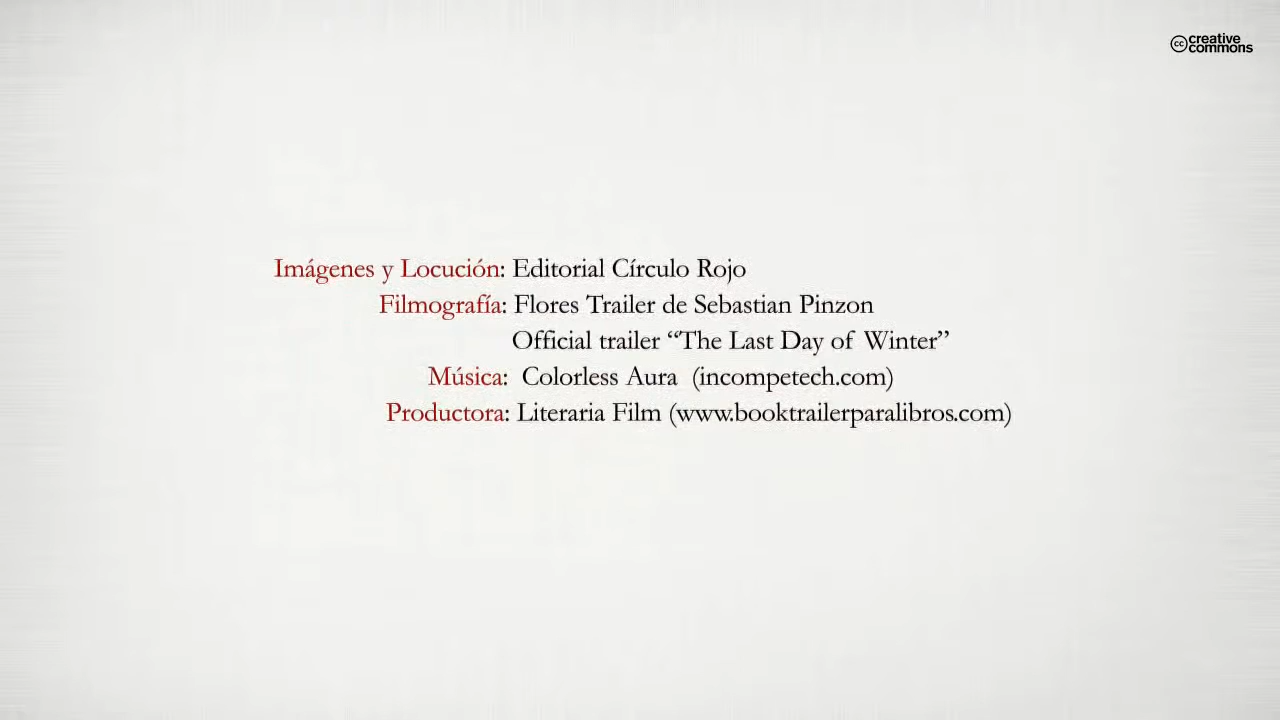 creative
commons
Imágenes y Locución: Editorial Círculo Rojo
Filmografía: Flores Trailer de Sebastian Pinzon
Official trailer “The Last Day of Winter”
Música: Colorless Aura (incompetech.com)
Productora: Literaria Film (www.booktrailerparalibros.com)